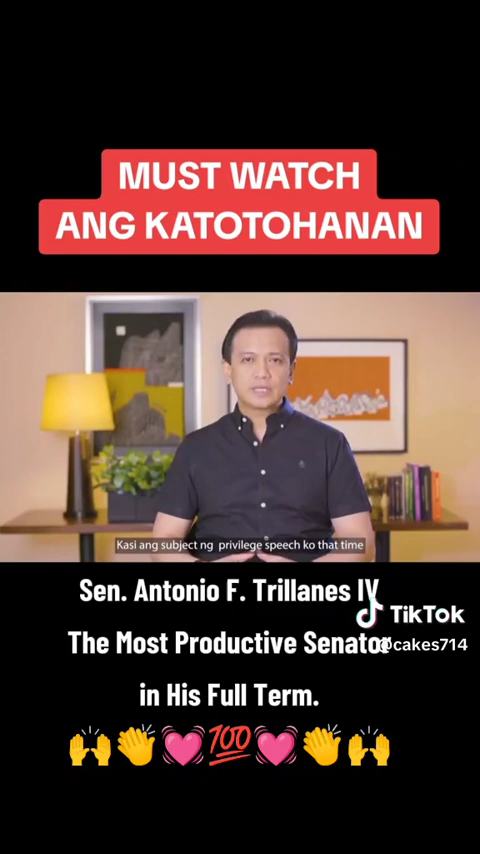 MUST WATCH
ANG KATOTOHANAN
Kasi ang subject ng privilege speech ko that time
Sen. Antonio F. Trillanes IV
TikTok
The Most Productive Senator
@cakes714
in His Full Term.
🙌👏💓💯💓👏🙌